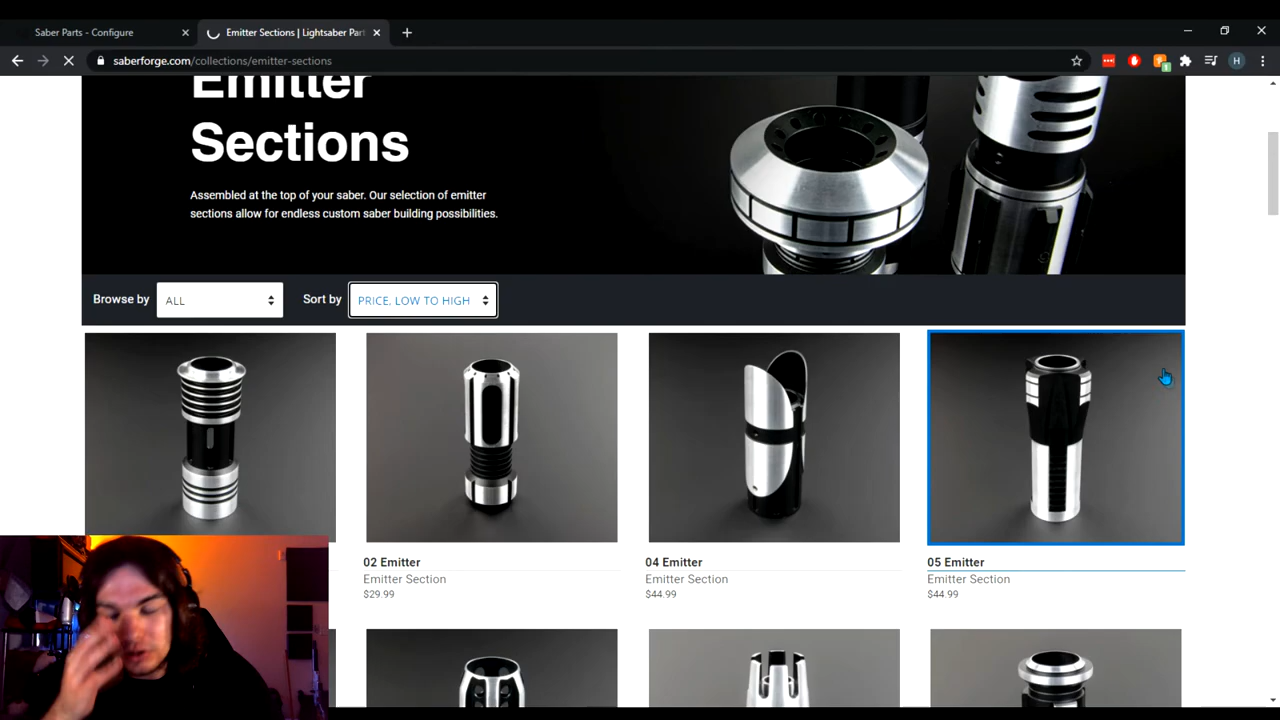 Saber Parts - Configure
Emitter Sections | Lightsaber Par
saberforge.com/collections/emitter-sections
1
H
Emitter
Sections
Assembled at the top of your saber. Our selection of emitter
sections allow for endless custom saber building possibilities.
Browse by ALL Sort by PRICE, LOW TO HIGH
02 Emitter
Emitter Section
$29.99
04 Emitter
Emitter Section
$44.99
05 Emitter
Emitter Section
$44.99